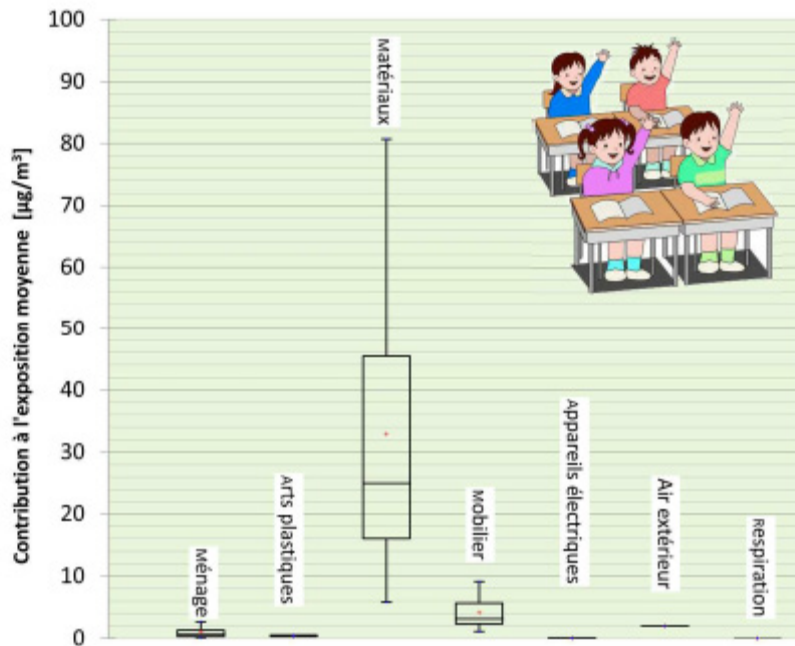 Contribution à l'exposition moyenne [µg/m³]
100
90
80
70
60
50
40
30
20
10
0
Ménage
Arts plastiques
Matériaux
Mobilier
Appareils électriques
Air extérieur
Respiration